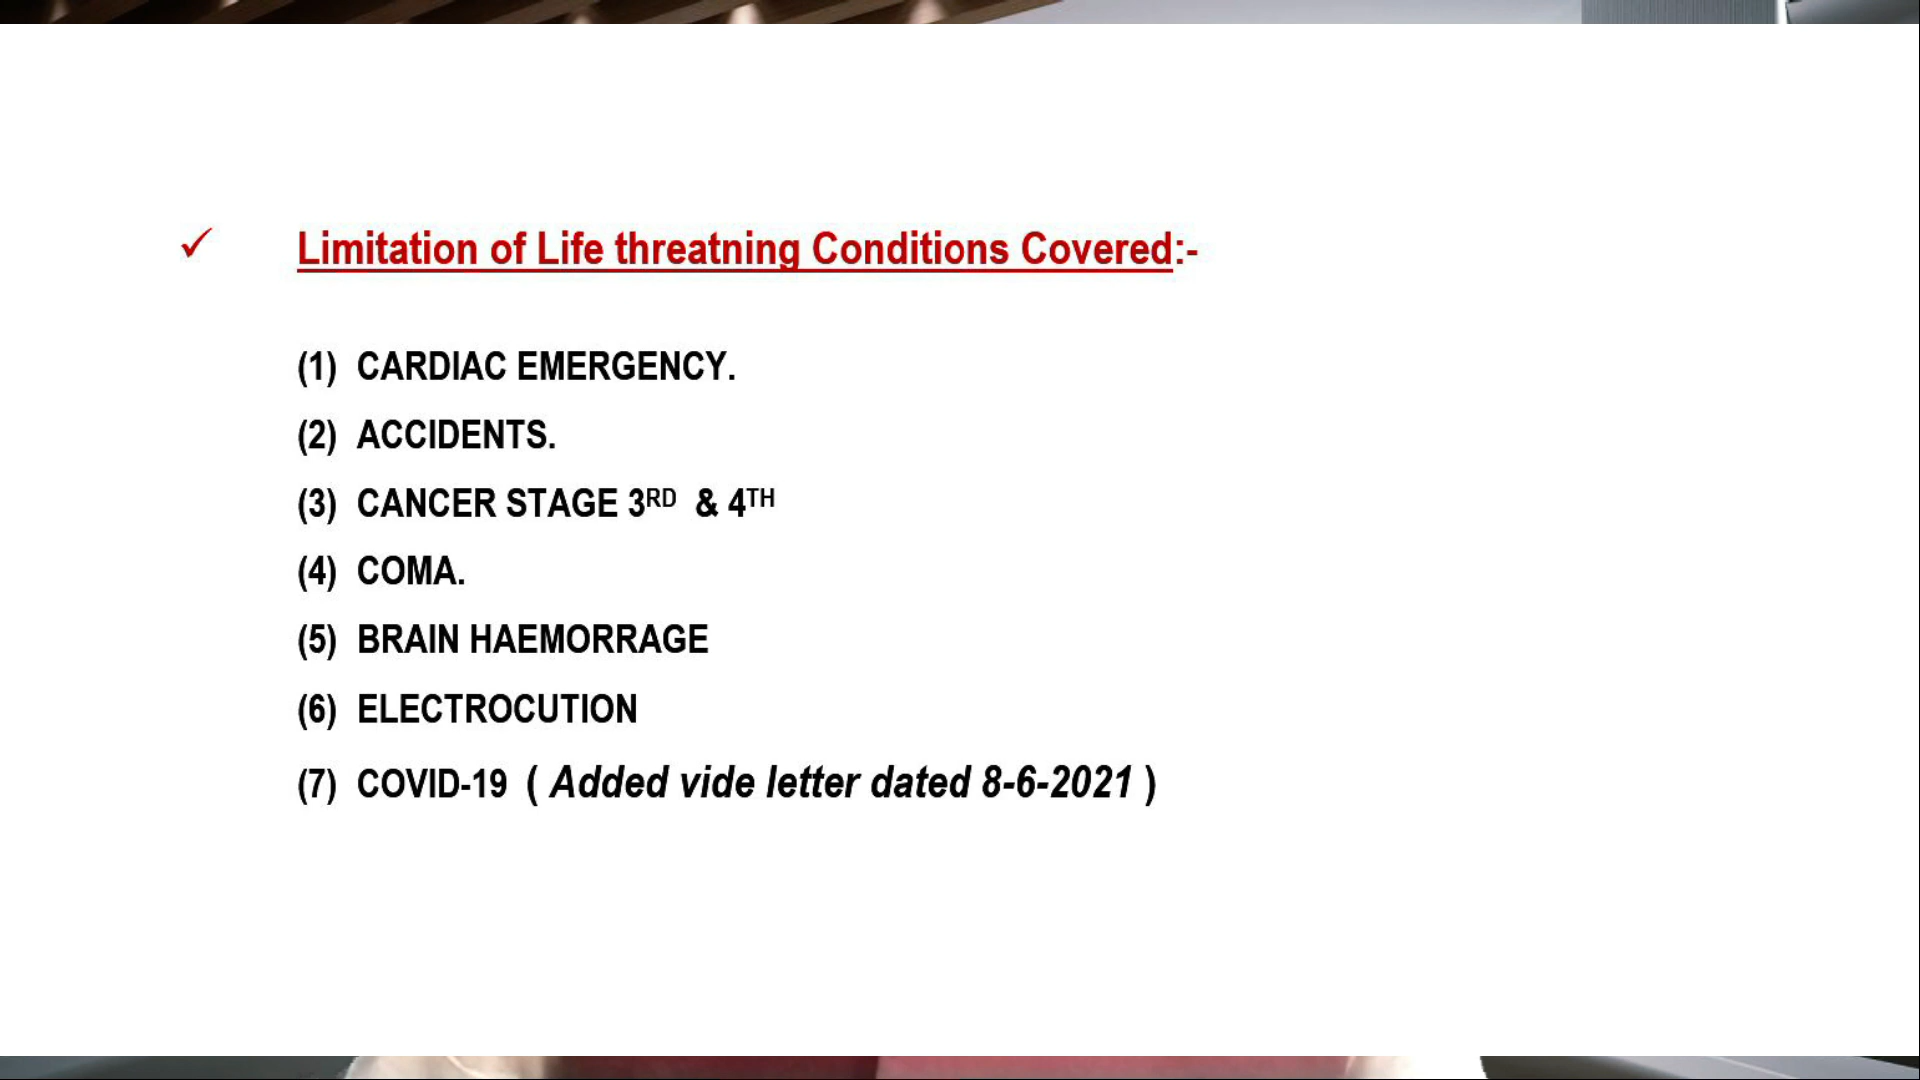 ✓ Limitation of Life threatning Conditions Covered:-
(1) CARDIAC EMERGENCY.
(2) ACCIDENTS.
(3) CANCER STAGE 3RD & 4TH
(4) COMA.
(5) BRAIN HAEMORRAGE
(6) ELECTROCUTION
(7) COVID-19 ( Added vide letter dated 8-6-2021 )